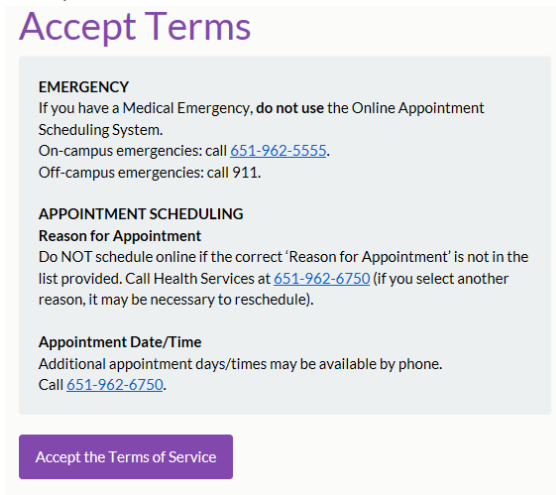 Accept Terms
EMERGENCY
If you have a Medical Emergency, do not use the Online Appointment
Scheduling System.
On-campus emergencies: call 651-962-5555.
Off-campus emergencies: call 911.
APPOINTMENT SCHEDULING
Reason for Appointment
Do NOT schedule online if the correct ‘Reason for Appointment’ is not in the
list provided. Call Health Services at 651-962-6750 (if you select another
reason, it may be necessary to reschedule).
Appointment Date/Time
Additional appointment days/times may be available by phone.
Call 651-962-6750.
Accept the Terms of Service